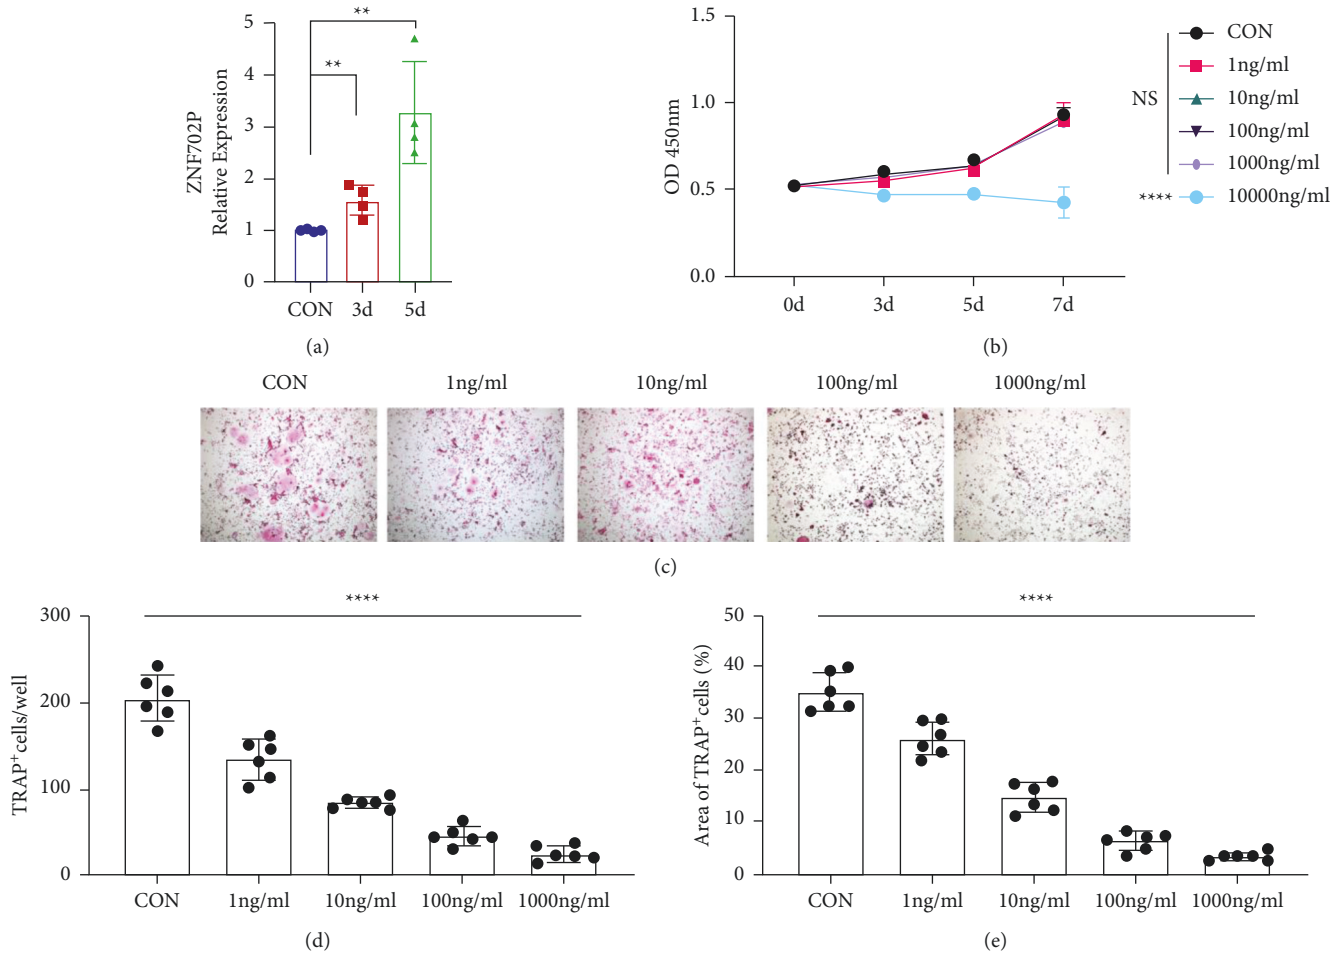 ZNF702P
Relative Expression
5
4
3
2
1
0
**
**
CON
3d
5d
(a)
OD 450nm
1.5
1.0
0.5
0.0
0d
3d
5d
7d
NS
****
CON
1ng/ml
10ng/ml
100ng/ml
1000ng/ml
10000ng/ml
(b)
CON
1ng/ml
10ng/ml
100ng/ml
1000ng/ml
(c)
TRAP+cells/well
300
200
100
0
****
CON
1ng/ml
10ng/ml
100ng/ml
1000ng/ml
(d)
Area of TRAP+cells (%)
50
40
30
20
10
0
****
CON
1ng/ml
10ng/ml
100ng/ml
1000ng/ml
(e)